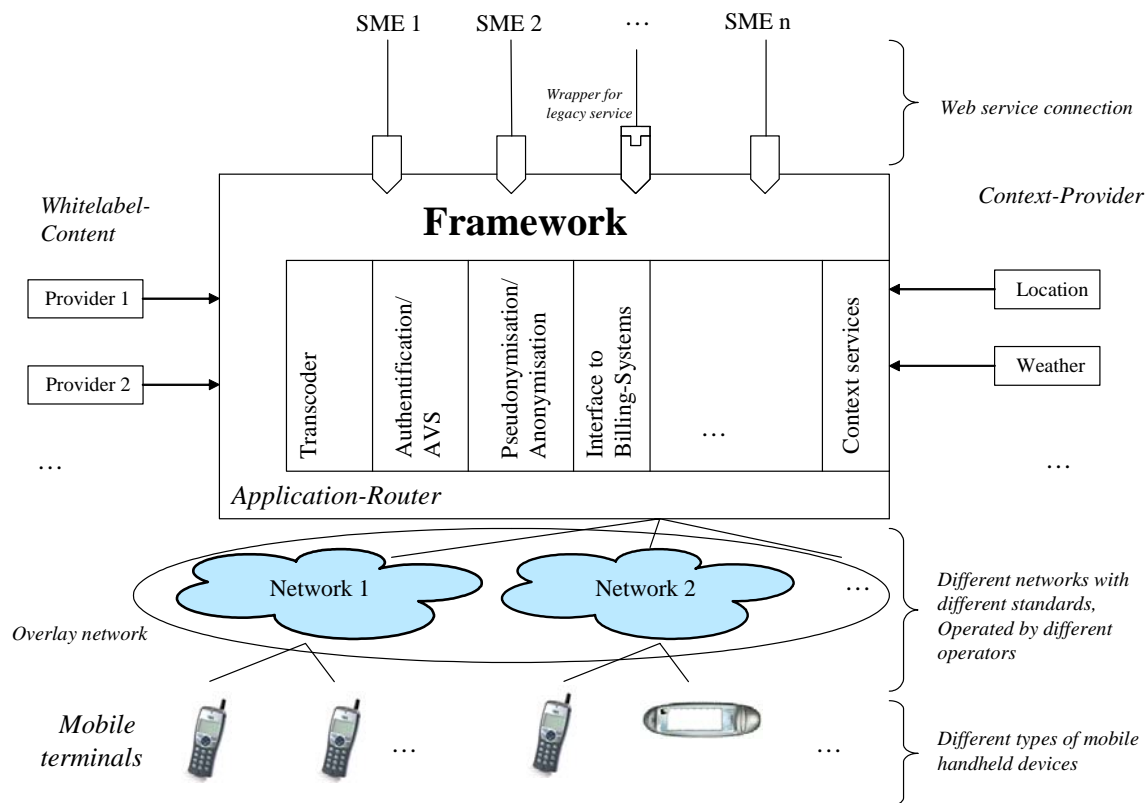 SME 1
SME 2
…
SME n
Wrapper for
legacy service
Web service connection
Whitelabel-
Content
Framework
Context-Provider
Provider 1
Provider 2
…
Transcoder
Authentification/
AVS
Pseudonymisation/
Anonymisation
Interface to
Billing-Systems
…
Context services
Location
Weather
…
Application-Router
Network 1
Network 2
…
Overlay network
Different networks with
different standards,
Operated by different
operators
Mobile
terminals
…
…
Different types of mobile
handheld devices